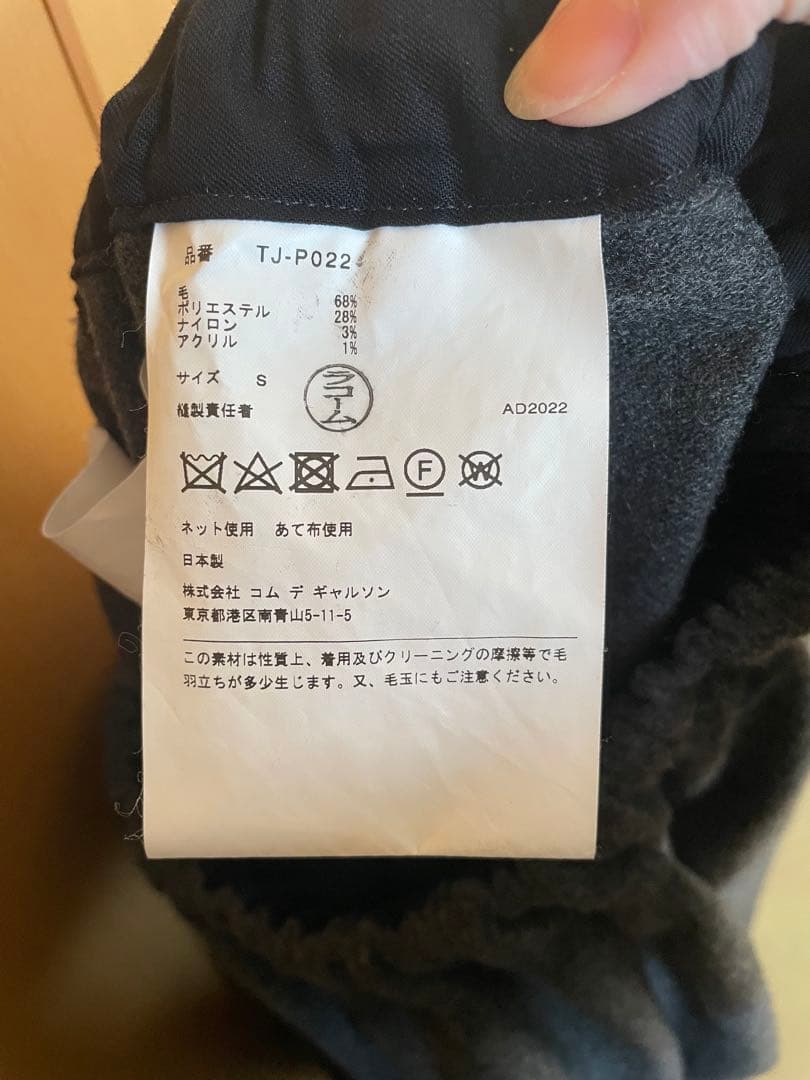 品番 TJ-P022
毛 68%
ポリエステル 28%
ナイロン 3%
アクリル 1%
サイズ S
ラコーム
縫製責任者 AD2022
F W
ネット使用 あて布使用
日本製
株式会社 コム デ ギャルソン
東京都港区南青山5-11-5
この素材は性質上、着用及びクリーニングの摩擦等で毛
羽立ちが多少生じます。又、毛玉にもご注意ください。